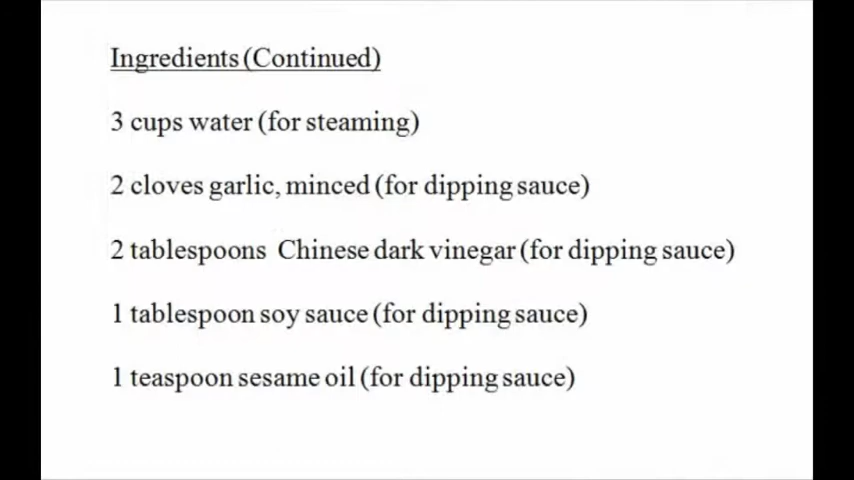 Ingredients (Continued)
3 cups water (for steaming)
2 cloves garlic, minced (for dipping sauce)
2 tablespoons  Chinese dark vinegar (for dipping sauce)
1 tablespoon soy sauce (for dipping sauce)
1 teaspoon sesame oil (for dipping sauce)